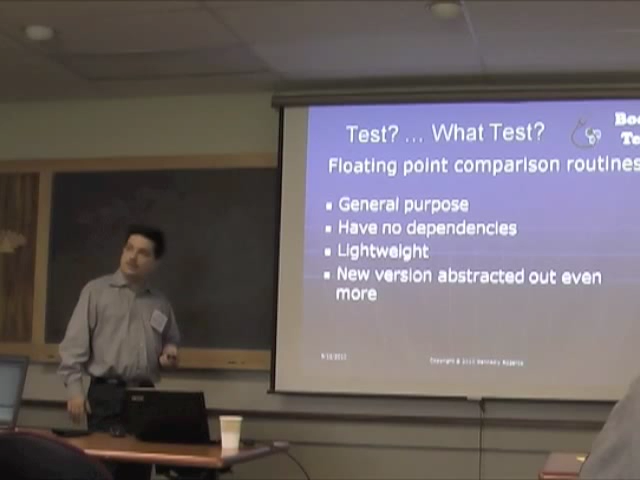 Test? ... What Test?
Floating point comparison routines
■ General purpose
■ Have no dependencies
■ Lightweight
■ New version abstracted out even
more
Copyright ©